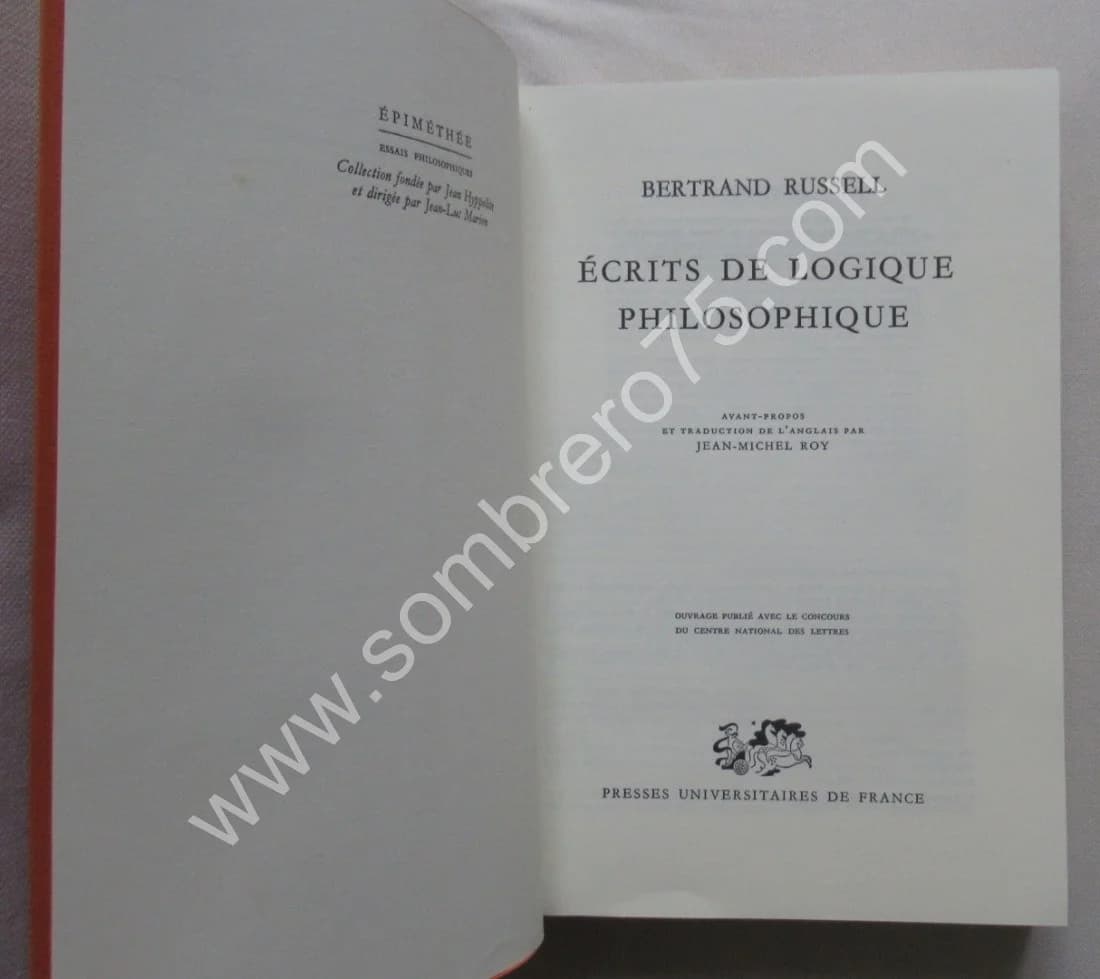 ÉPIMÉTHÉE
ESSAIS PHILOSOPHIQUES
Collection fondée par Jean Hyppolite
et dirigée par Jean-Luc Marion
BERTRAND RUSSELL
ÉCRITS DE LOGIQUE
PHILOSOPHIQUE
AVANT-PROPOS
ET TRADUCTION DE L'ANGLAIS PAR
JEAN-MICHEL ROY
OUVRAGE PUBLIÉ AVEC LE CONCOURS
DU CENTRE NATIONAL DES LETTRES
PRESSES UNIVERSITAIRES DE FRANCE
www.sombrero75.com